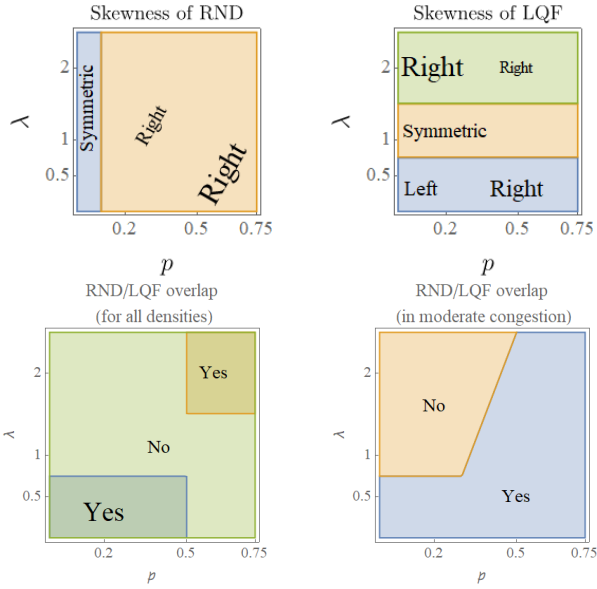 Skewness of RND
λ
2
1
0.5
Symmetric
Right
Right
0.2
0.5
0.75
p
Skewness of LQF
λ
2
1
0.5
Right
Right
Symmetric
Left
Right
0.2
0.5
0.75
p
RND/LQF overlap
(for all densities)
λ
2
1
0.5
Yes
No
Yes
0.2
0.5
0.75
p
RND/LQF overlap
(in moderate congestion)
λ
2
1
0.5
No
Yes
0.2
0.5
0.75
p